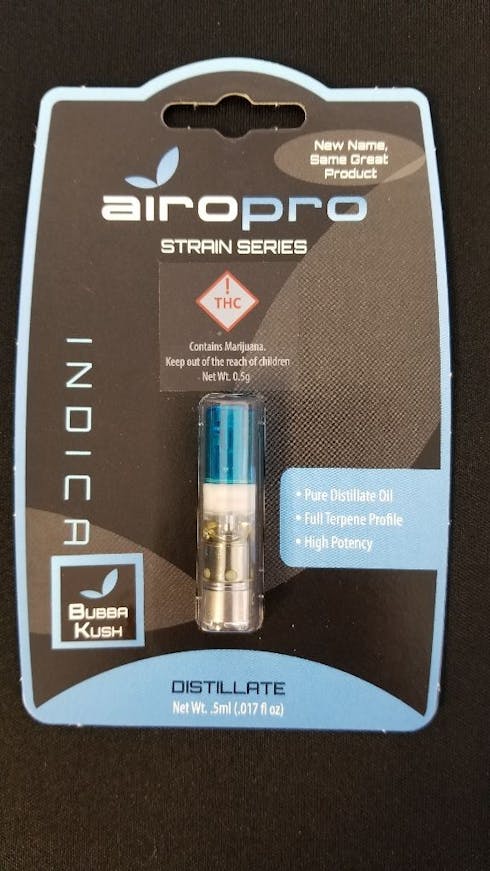 New Name,
Same Great
Product
airopro
STRAIN SERIES
!
THC
Contains Marijuana.
Keep out of the reach of children
Net Wt. 0.5g
INDICA
• Pure Distillate Oil
• Full Terpene Profile
• High Potency
BUBBA
KUSH
DISTILLATE
Net Wt. .5ml (.017 fl oz)